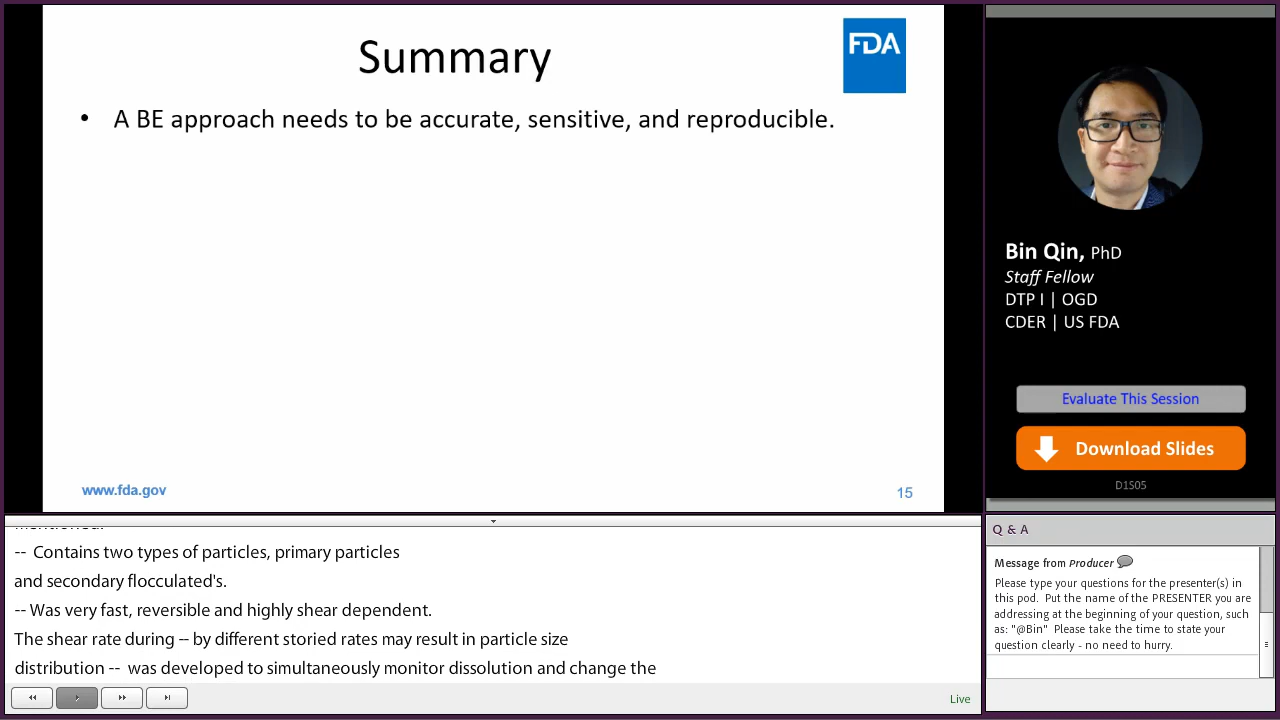 Summary
FDA
• A BE approach needs to be accurate, sensitive, and reproducible.
www.fda.gov
15
Bin Qin, PhD
Staff Fellow
DTP I | OGD
CDER | US FDA
Evaluate This Session
Download Slides
D1S05
-- Contains two types of particles, primary particles
and secondary flocculated's.
-- Was very fast, reversible and highly shear dependent.
The shear rate during -- by different storied rates may result in particle size
distribution -- was developed to simultaneously monitor dissolution and change the
Live
Q & A
Message from Producer
Please type your questions for the presenter(s) in
this pod. Put the name of the PRESENTER you are
addressing at the beginning of your question, such
as: "@Bin" Please take the time to state your
question clearly - no need to hurry.